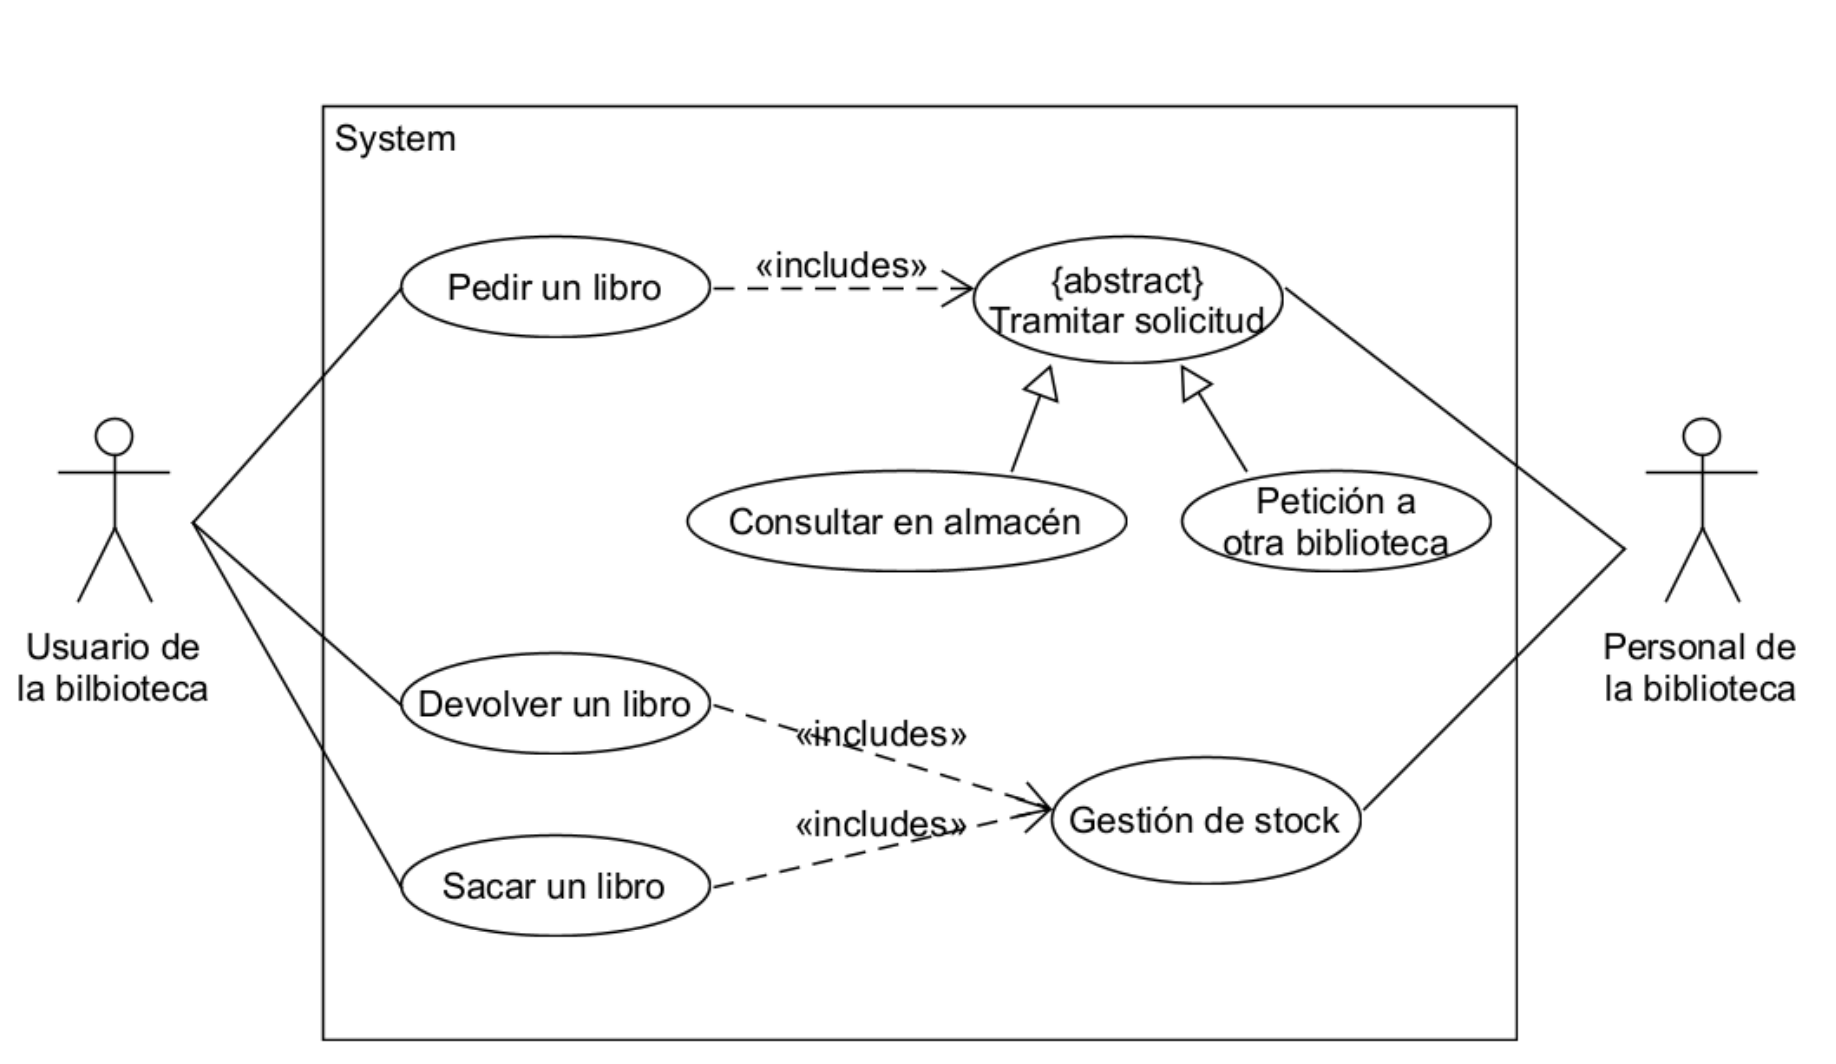 System
Pedir un libro
«includes»
{abstract}
Tramitar solicitud
Consultar en almacén
Petición a
otra biblioteca
Usuario de
la bilbioteca
Personal de
la biblioteca
Devolver un libro
«includes»
«includes»
Gestión de stock
Sacar un libro